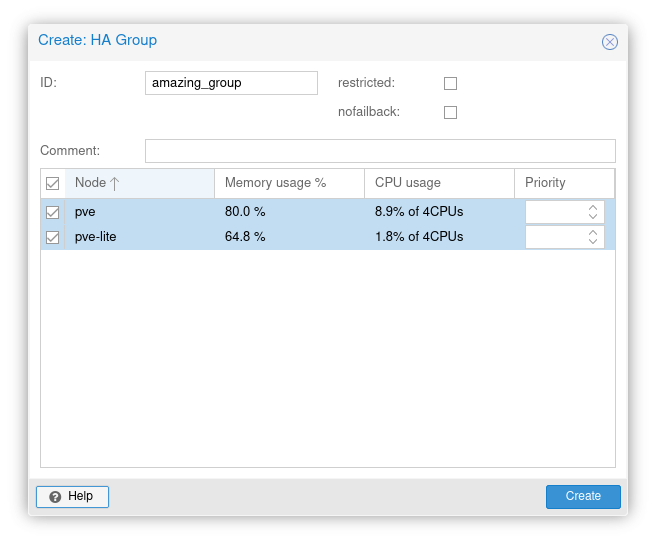 Create: HA Group
ID: amazing_group restricted:
nofailback:
Comment:
Node Memory usage % CPU usage Priority
pve 80.0 % 8.9% of 4CPUs
pve-lite 64.8 % 1.8% of 4CPUs
Help Create